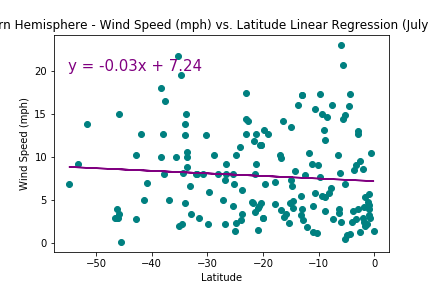 rn Hemisphere - Wind Speed (mph) vs. Latitude Linear Regression (July
y = -0.03x + 7.24
20
15
10
5
0
Wind Speed (mph)
−50
−40
−30
−20
−10
0
Latitude